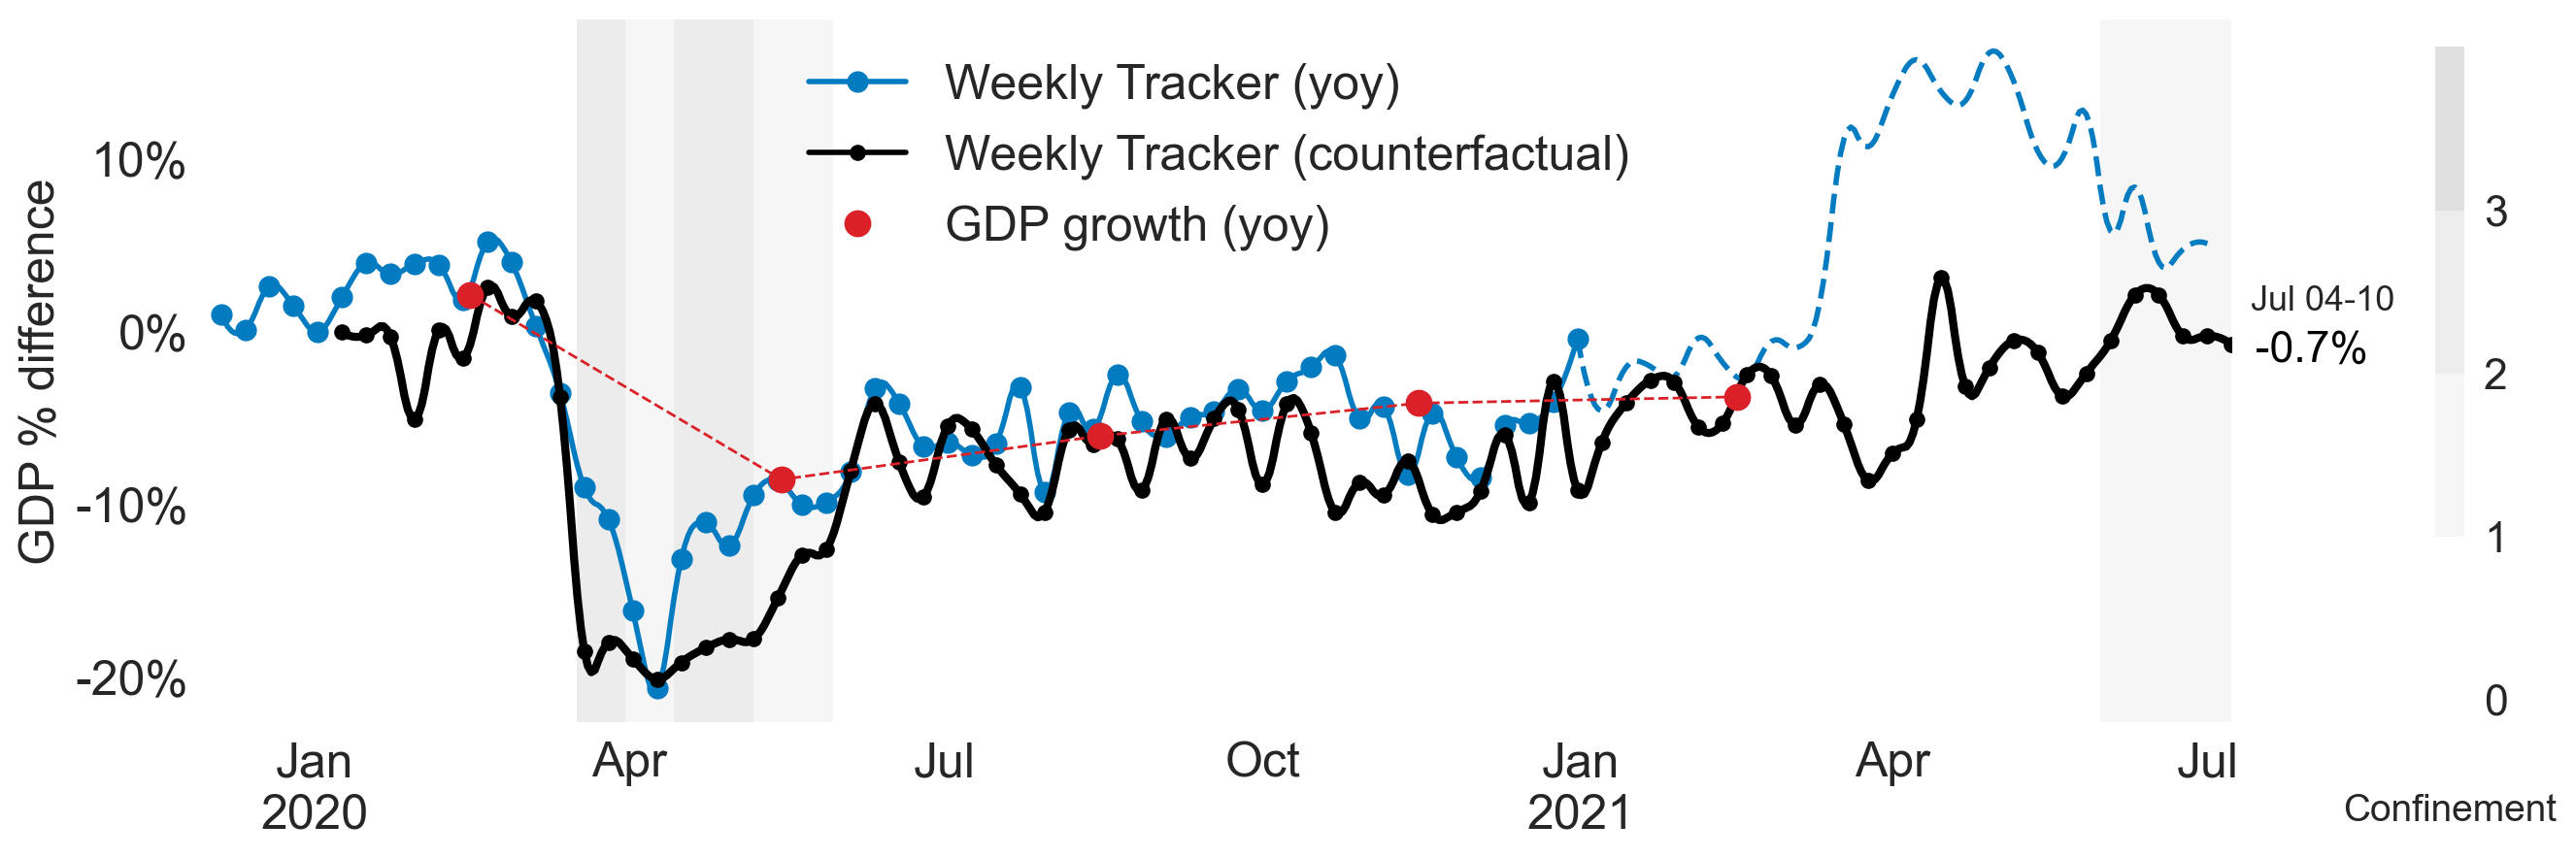 Weekly Tracker (yoy)
Weekly Tracker (counterfactual)
GDP growth (yoy)
GDP % difference
10%
0%
-10%
-20%
Jul 04-10
-0.7%
3
2
1
0
Jan
2020
Apr
Jul
Oct
Jan
2021
Apr
Jul
Confinement